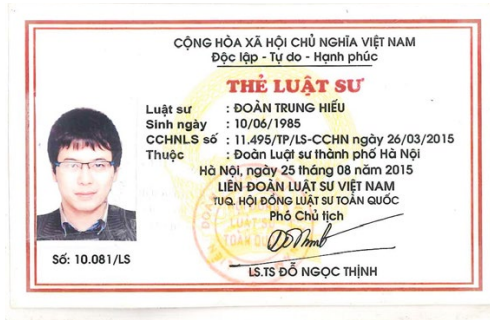 CỘNG HÒA XÃ HỘI CHỦ NGHĨA VIỆT NAM
Độc lập - Tự do - Hạnh phúc
THẺ LUẬT SƯ
Luật sư : ĐOÀN TRUNG HIẾU
Sinh ngày : 10/06/1985
CCHNLS số : 11.495/TP/LS-CCHN ngày 26/03/2015
Thuộc : Đoàn Luật sư thành phố Hà Nội
Hà Nội, ngày 25 tháng 08 năm 2015
LIÊN ĐOÀN LUẬT SƯ VIỆT NAM
TUQ. HỘI ĐỒNG LUẬT SƯ TOÀN QUỐC
Phó Chủ tịch
LS.TS ĐỖ NGỌC THỊNH
Số: 10.081/LS